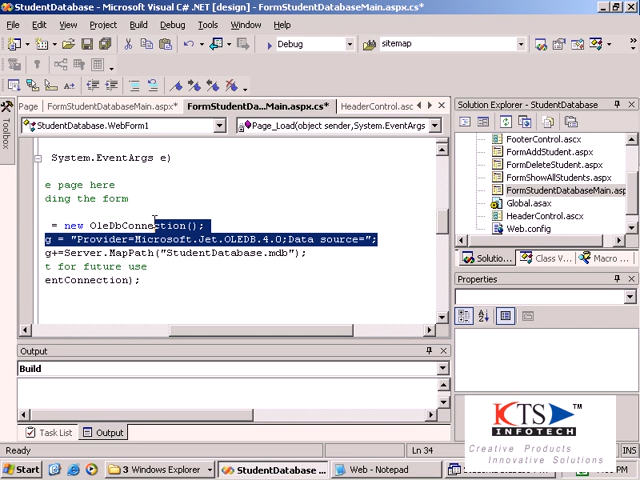 StudentDatabase - Microsoft Visual C# .NET [design] - FormStudentDatabaseMain.aspx.cs*
File Edit View Project Build Debug Tools Window Help
Debug sitemap
Page FormStudentDatabaseMain.aspx* FormStudentDa...Main.aspx.cs* HeaderControl.asc
StudentDatabase.WebForm1 Page_Load(object sender,System.EventArgs
System.EventArgs e)
e page here
ding the form
= new OleDbConnection();
g = "Provider=Microsoft.Jet.OLEDB.4.0;Data source=";
g+=Server.MapPath("StudentDatabase.mdb");
t for future use
entConnection);
Toolbox
Solution Explorer - StudentDatabase
FooterControl.ascx
FormAddStudent.aspx
FormDeleteStudent.aspx
FormShowAllStudents.aspx
FormStudentDatabaseMain.asp
Global.asax
HeaderControl.ascx
Web.config
Solutio... Class V... Macro ...
Properties
Output
Build
Task List Output
KTS TM
INFOTECH
Creative Products
Innovative Solutions
Ready Ln 34 INS
Start 3 Windows Explorer StudentDatabase ... Web - Notepad